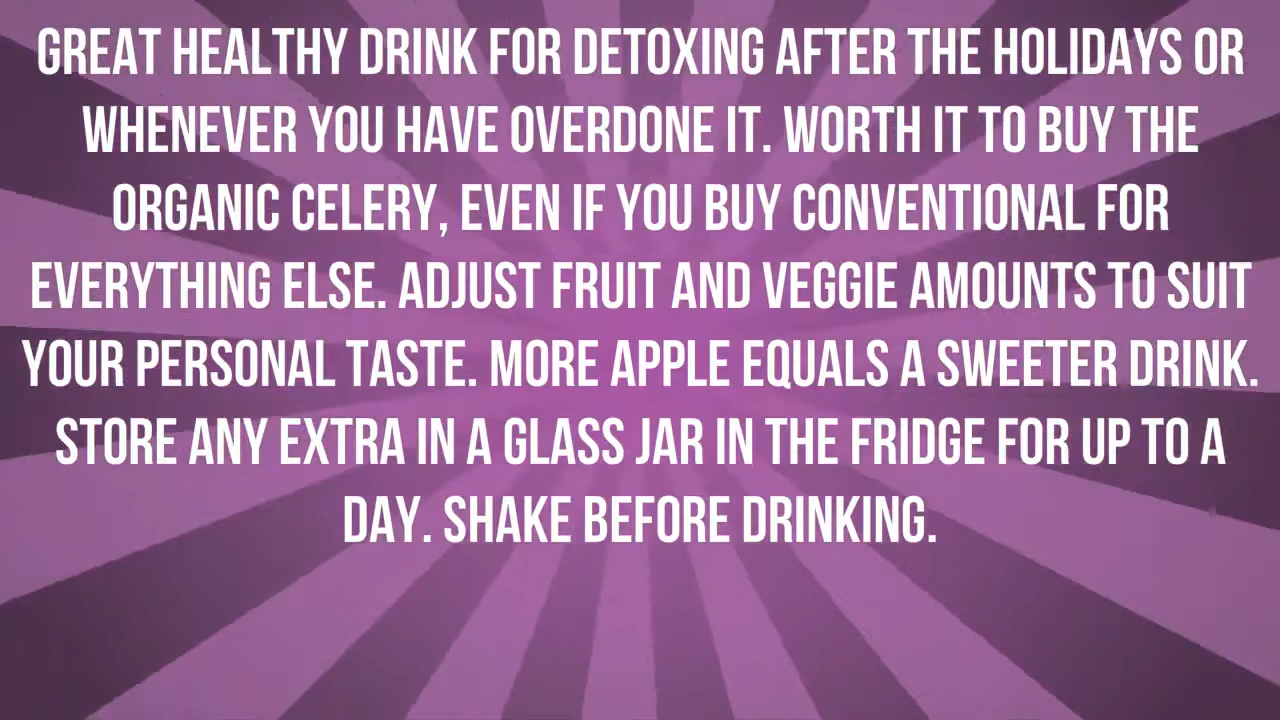 GREAT HEALTHY DRINK FOR DETOXING AFTER THE HOLIDAYS OR
WHENEVER YOU HAVE OVERDONE IT. WORTH IT TO BUY THE
ORGANIC CELERY, EVEN IF YOU BUY CONVENTIONAL FOR
EVERYTHING ELSE. ADJUST FRUIT AND VEGGIE AMOUNTS TO SUIT
YOUR PERSONAL TASTE. MORE APPLE EQUALS A SWEETER DRINK.
STORE ANY EXTRA IN A GLASS JAR IN THE FRIDGE FOR UP TO A
DAY. SHAKE BEFORE DRINKING.